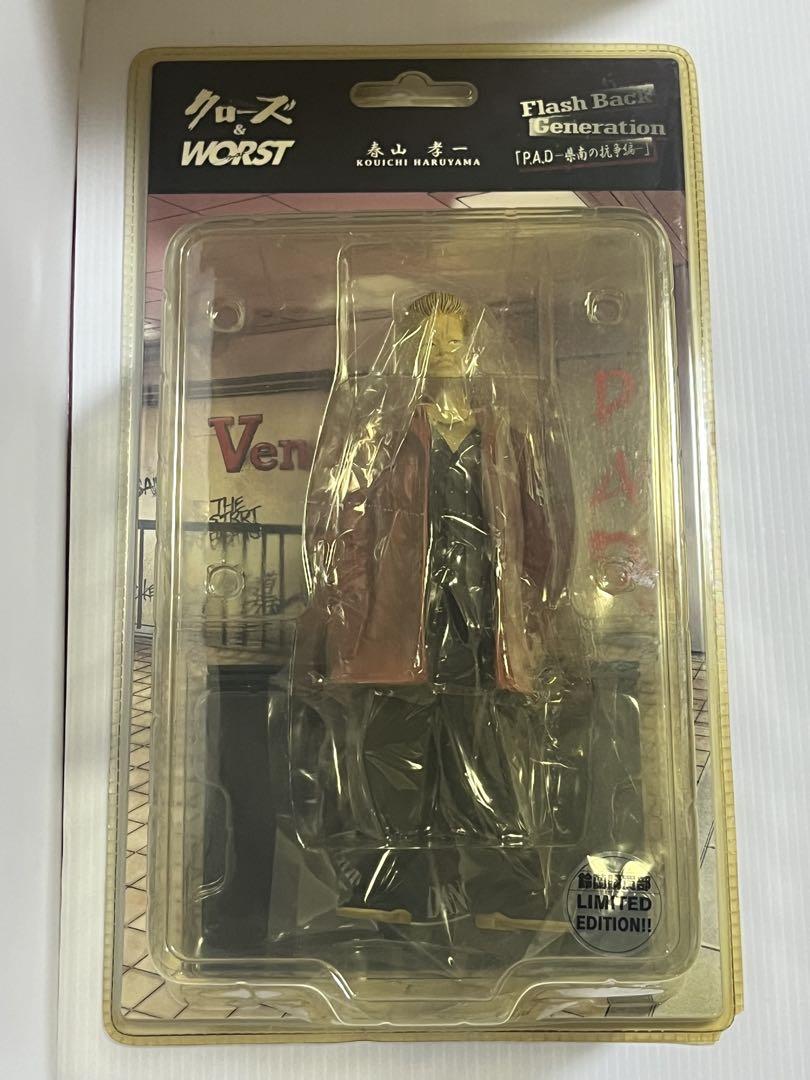 クローズ
&
WORST
春山 孝一
KOUICHI HARUYAMA
Flash Back
Generation
「P.A.D-県南の抗争編-」
Ven
P
A
D
THE
LIMITED
EDITION!!